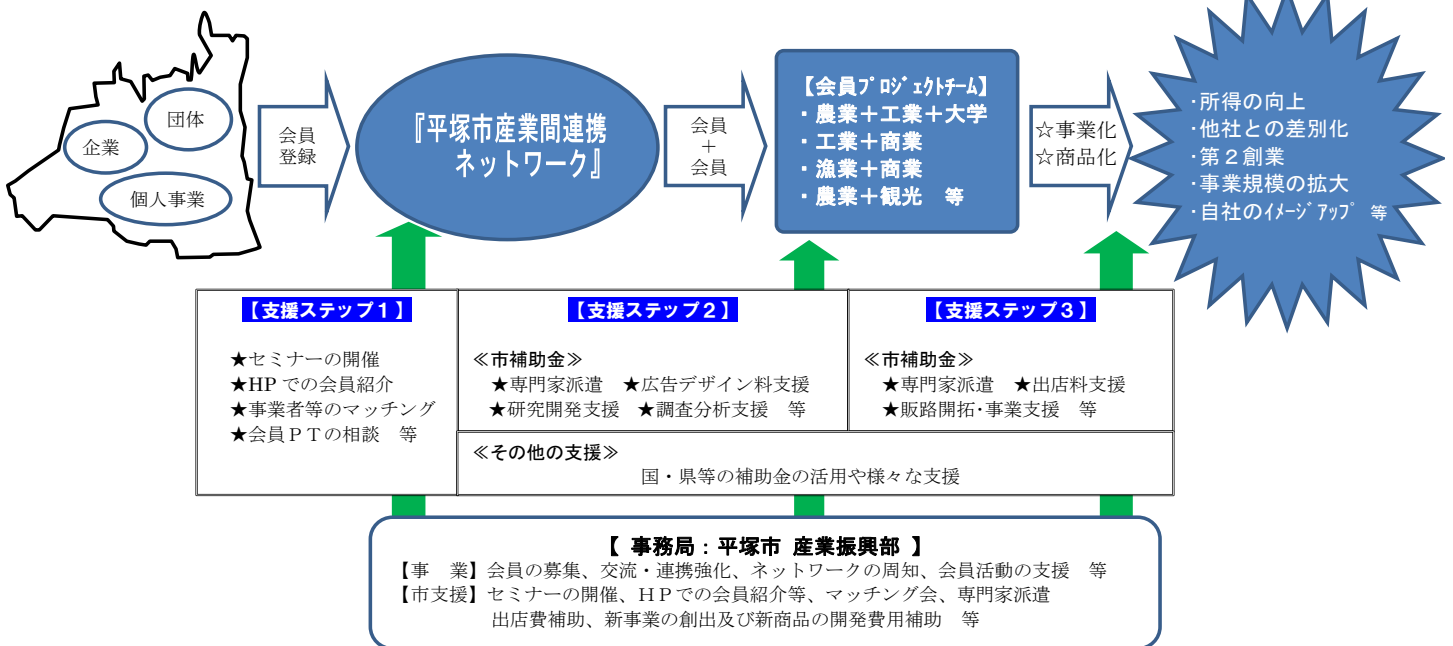 団体
企業
個人事業
会員
登録
『平塚市産業間連携
ネットワーク』
会員
＋
会員
【会員ﾌﾟﾛｼﾞｪｸﾄﾁｰﾑ】
・農業＋工業＋大学
・工業＋商業
・漁業＋商業
・農業＋観光　等
☆事業化
☆商品化
･所得の向上
･他社との差別化
･第２創業
･事業規模の拡大
･自社のｲﾒｰｼﾞｱｯﾌﾟ 等
【支援ステップ１】
★セミナーの開催
★HP での会員紹介
★事業者等のマッチング
★会員ＰＴの相談　等
【支援ステップ２】
≪市補助金≫
★専門家派遣　★広告デザイン料支援
★研究開発支援　★調査分析支援　等
【支援ステップ３】
≪市補助金≫
★専門家派遣　★出店料支援
★販路開拓･事業支援　等
≪その他の支援≫
国・県等の補助金の活用や様々な支援
【 事務局：平塚市 産業振興部 】
【事　業】会員の募集、交流・連携強化、ネットワークの周知、会員活動の支援　等
【市支援】セミナーの開催、ＨＰでの会員紹介等、マッチング会、専門家派遣
出店費補助、新事業の創出及び新商品の開発費用補助　等